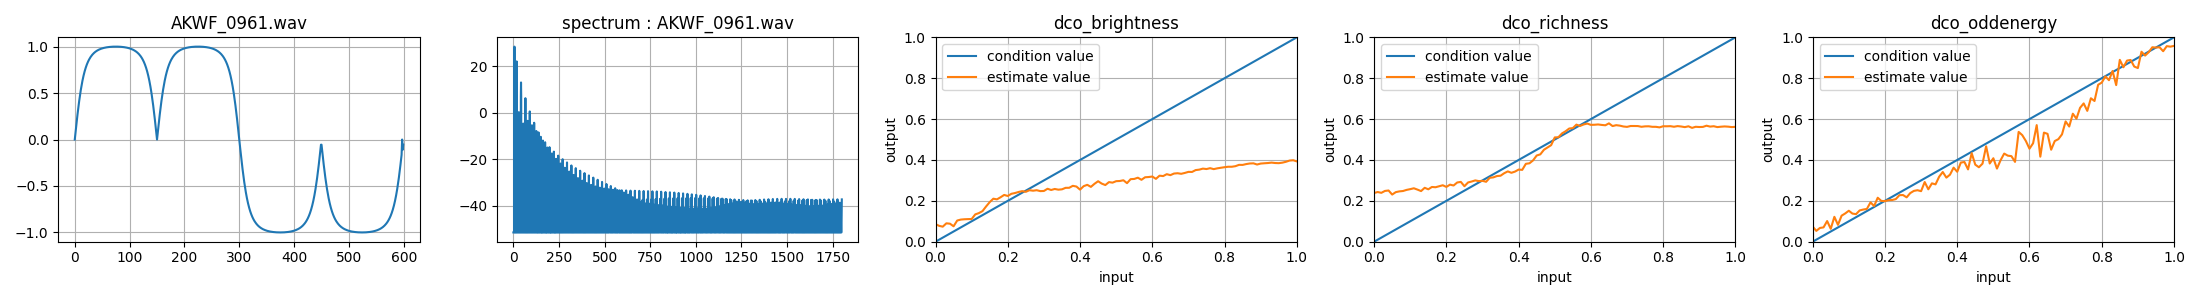 AKWF_0961.wav
1.0
0.5
0.0
−0.5
−1.0
0 100 200 300 400 500 600
spectrum : AKWF_0961.wav
20
0
−20
−40
0 250 500 750 1000 1250 1500 1750
dco_brightness
condition value
estimate value
output
1.0
0.8
0.6
0.4
0.2
0.0
0.0 0.2 0.4 0.6 0.8 1.0
input
dco_richness
condition value
estimate value
output
1.0
0.8
0.6
0.4
0.2
0.0
0.0 0.2 0.4 0.6 0.8 1.0
input
dco_oddenergy
condition value
estimate value
output
1.0
0.8
0.6
0.4
0.2
0.0
0.0 0.2 0.4 0.6 0.8 1.0
input